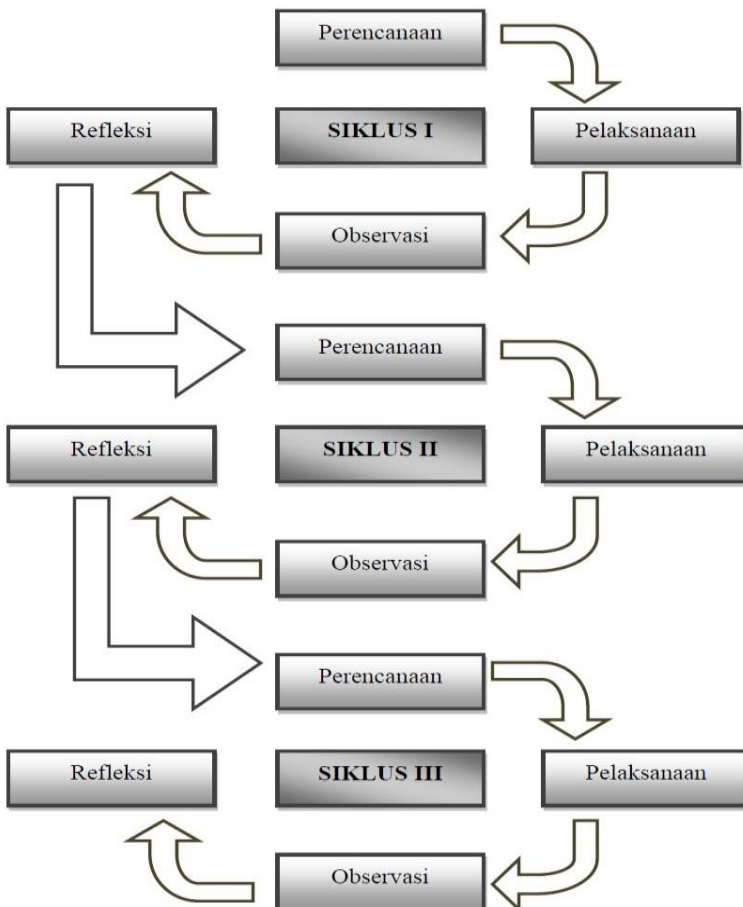 Perencanaan
Refleksi
SIKLUS I
Pelaksanaan
Observasi
Perencanaan
Refleksi
SIKLUS II
Pelaksanaan
Observasi
Perencanaan
Refleksi
SIKLUS III
Pelaksanaan
Observasi